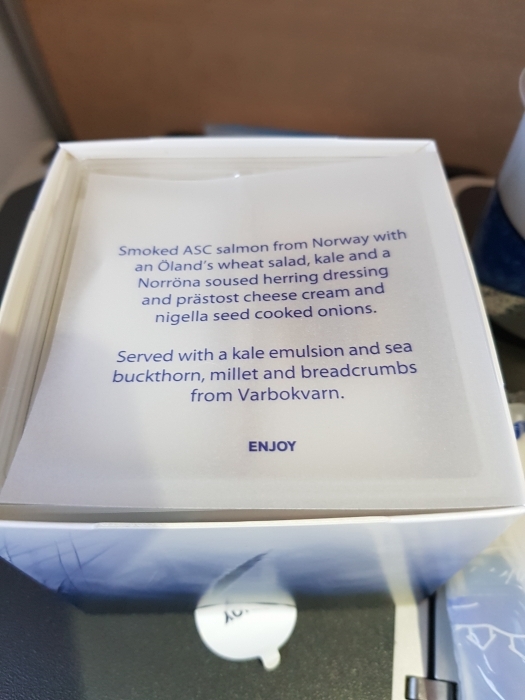 Smoked ASC salmon from Norway with
an Öland's wheat salad, kale and a
Norröna soused herring dressing
and prästost cheese cream and
nigella seed cooked onions.
Served with a kale emulsion and sea
buckthorn, millet and breadcrumbs
from Varbokvarn.
ENJOY